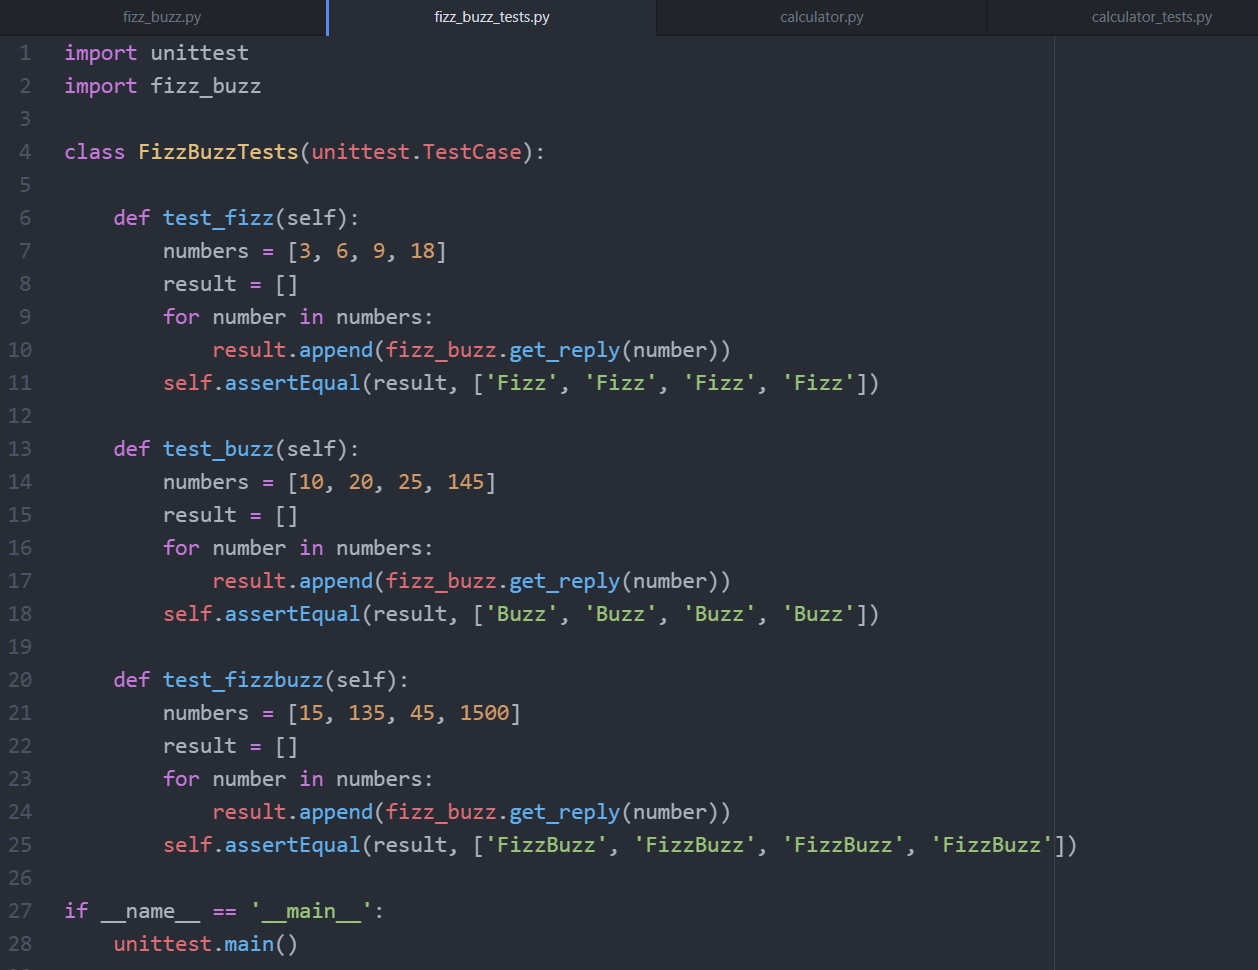 fizz_buzz.py fizz_buzz_tests.py calculator.py calculator_tests.py
1 import unittest
2 import fizz_buzz
3
4 class FizzBuzzTests(unittest.TestCase):
5
6     def test_fizz(self):
7         numbers = [3, 6, 9, 18]
8         result = []
9         for number in numbers:
10             result.append(fizz_buzz.get_reply(number))
11         self.assertEqual(result, ['Fizz', 'Fizz', 'Fizz', 'Fizz'])
12
13     def test_buzz(self):
14         numbers = [10, 20, 25, 145]
15         result = []
16         for number in numbers:
17             result.append(fizz_buzz.get_reply(number))
18         self.assertEqual(result, ['Buzz', 'Buzz', 'Buzz', 'Buzz'])
19
20     def test_fizzbuzz(self):
21         numbers = [15, 135, 45, 1500]
22         result = []
23         for number in numbers:
24             result.append(fizz_buzz.get_reply(number))
25         self.assertEqual(result, ['FizzBuzz', 'FizzBuzz', 'FizzBuzz', 'FizzBuzz'])
26
27 if __name__ == '__main__':
28     unittest.main()